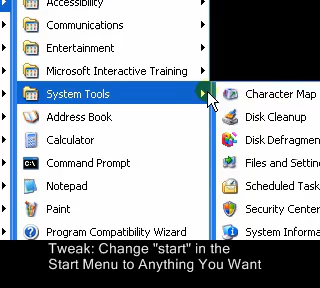 Accessibility
Communications
Entertainment
Microsoft Interactive Training
System Tools
Address Book
Calculator
Command Prompt
Notepad
Paint
Program Compatibility Wizard
Character Map
Disk Cleanup
Disk Defragmen
Files and Settin
Scheduled Task
Security Center
System Informa
Tweak: Change "start" in the
Start Menu to Anything You Want